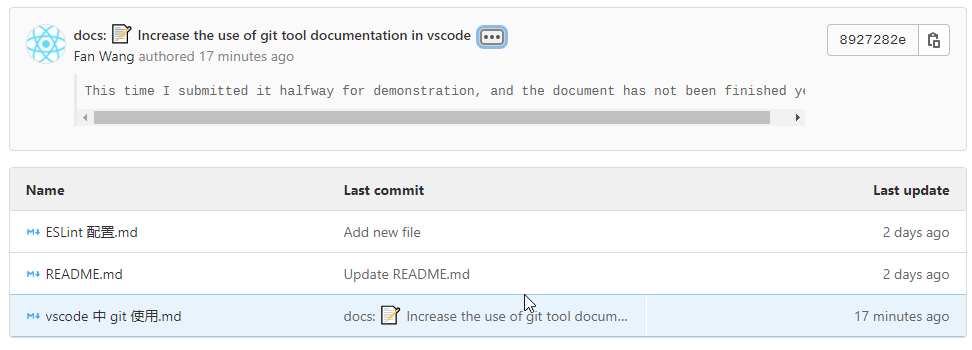 docs: 📝 Increase the use of git tool documentation in vscode
Fan Wang authored 17 minutes ago
8927282e
This time I submitted it halfway for demonstration, and the document has not been finished ye
Name Last commit Last update
ESLint 配置.md Add new file 2 days ago
README.md Update README.md 2 days ago
vscode 中 git 使用.md docs: 📝 Increase the use of git tool docum... 17 minutes ago